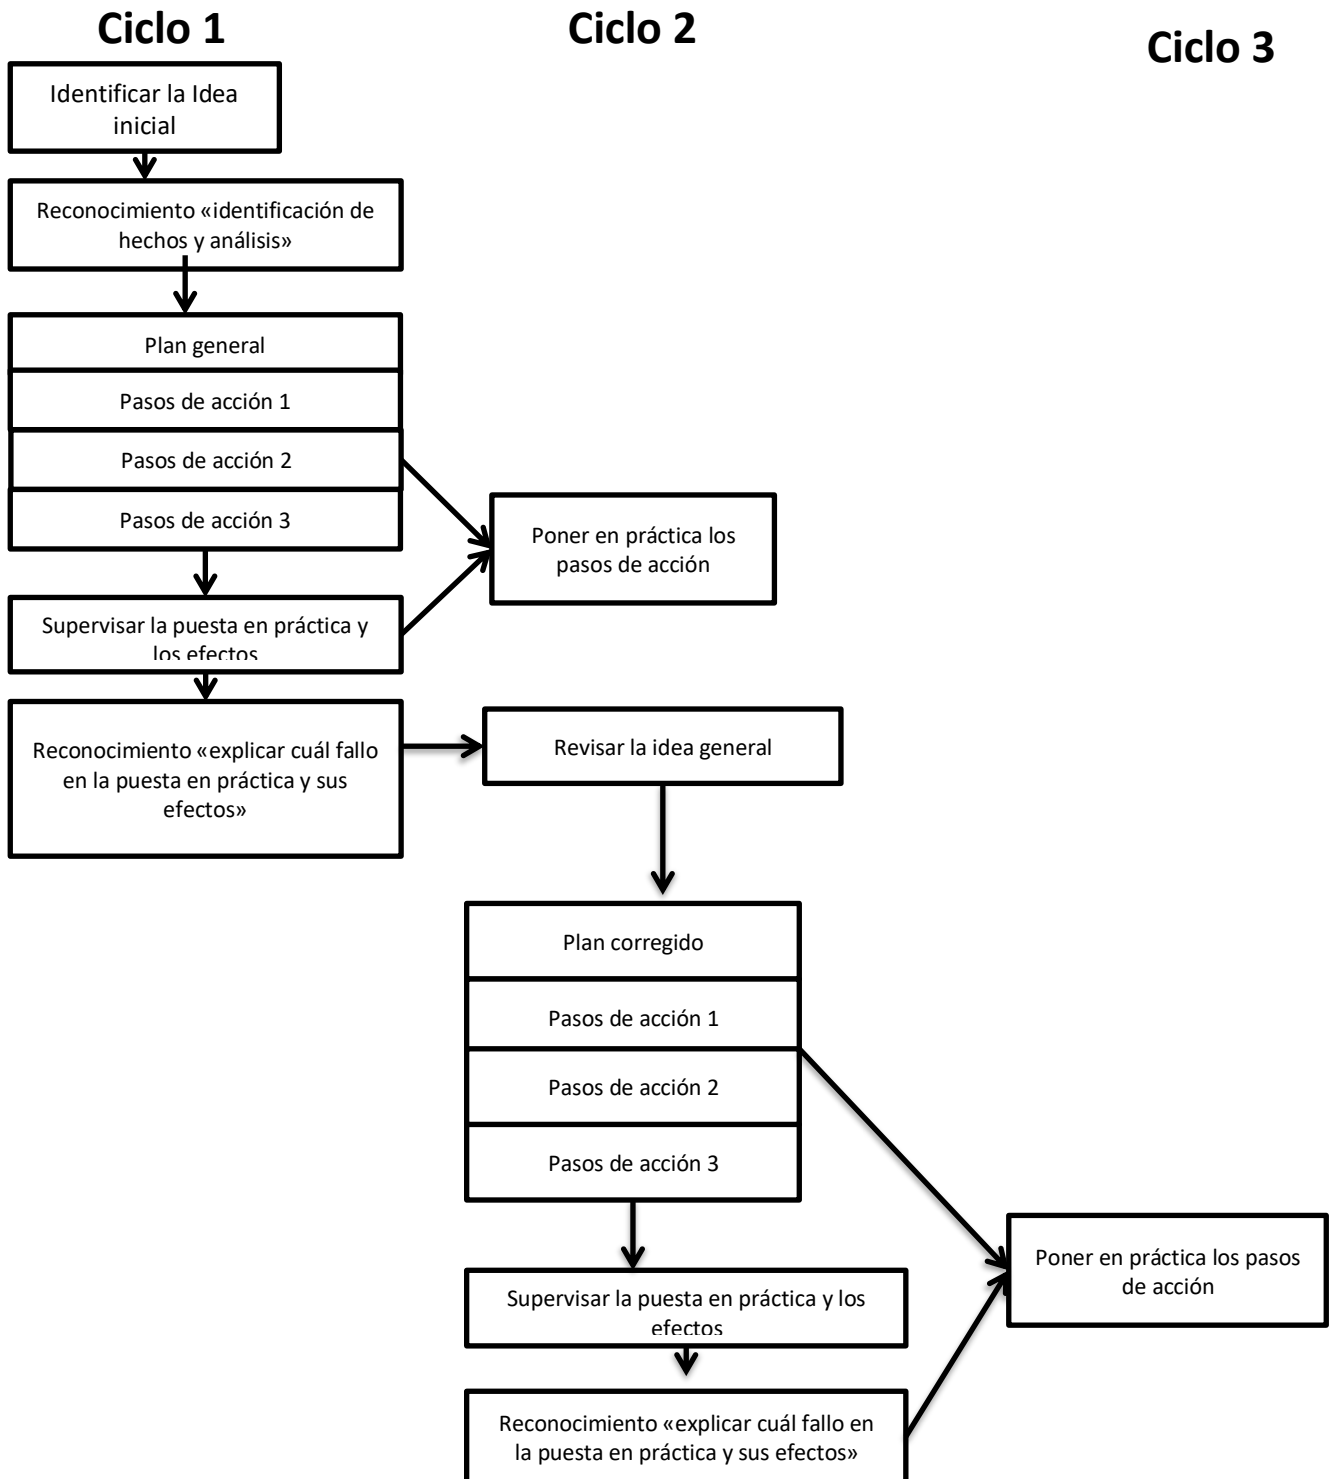 Ciclo 1
Ciclo 2
Ciclo 3
Identificar la Idea
inicial
Reconocimiento «identificación de
hechos y análisis»
Plan general
Pasos de acción 1
Pasos de acción 2
Pasos de acción 3
Poner en práctica los
pasos de acción
Supervisar la puesta en práctica y
los efectos
Reconocimiento «explicar cuál fallo
en la puesta en práctica y sus
efectos»
Revisar la idea general
Plan corregido
Pasos de acción 1
Pasos de acción 2
Pasos de acción 3
Poner en práctica los pasos
de acción
Supervisar la puesta en práctica y los
efectos
Reconocimiento «explicar cuál fallo en
la puesta en práctica y sus efectos»